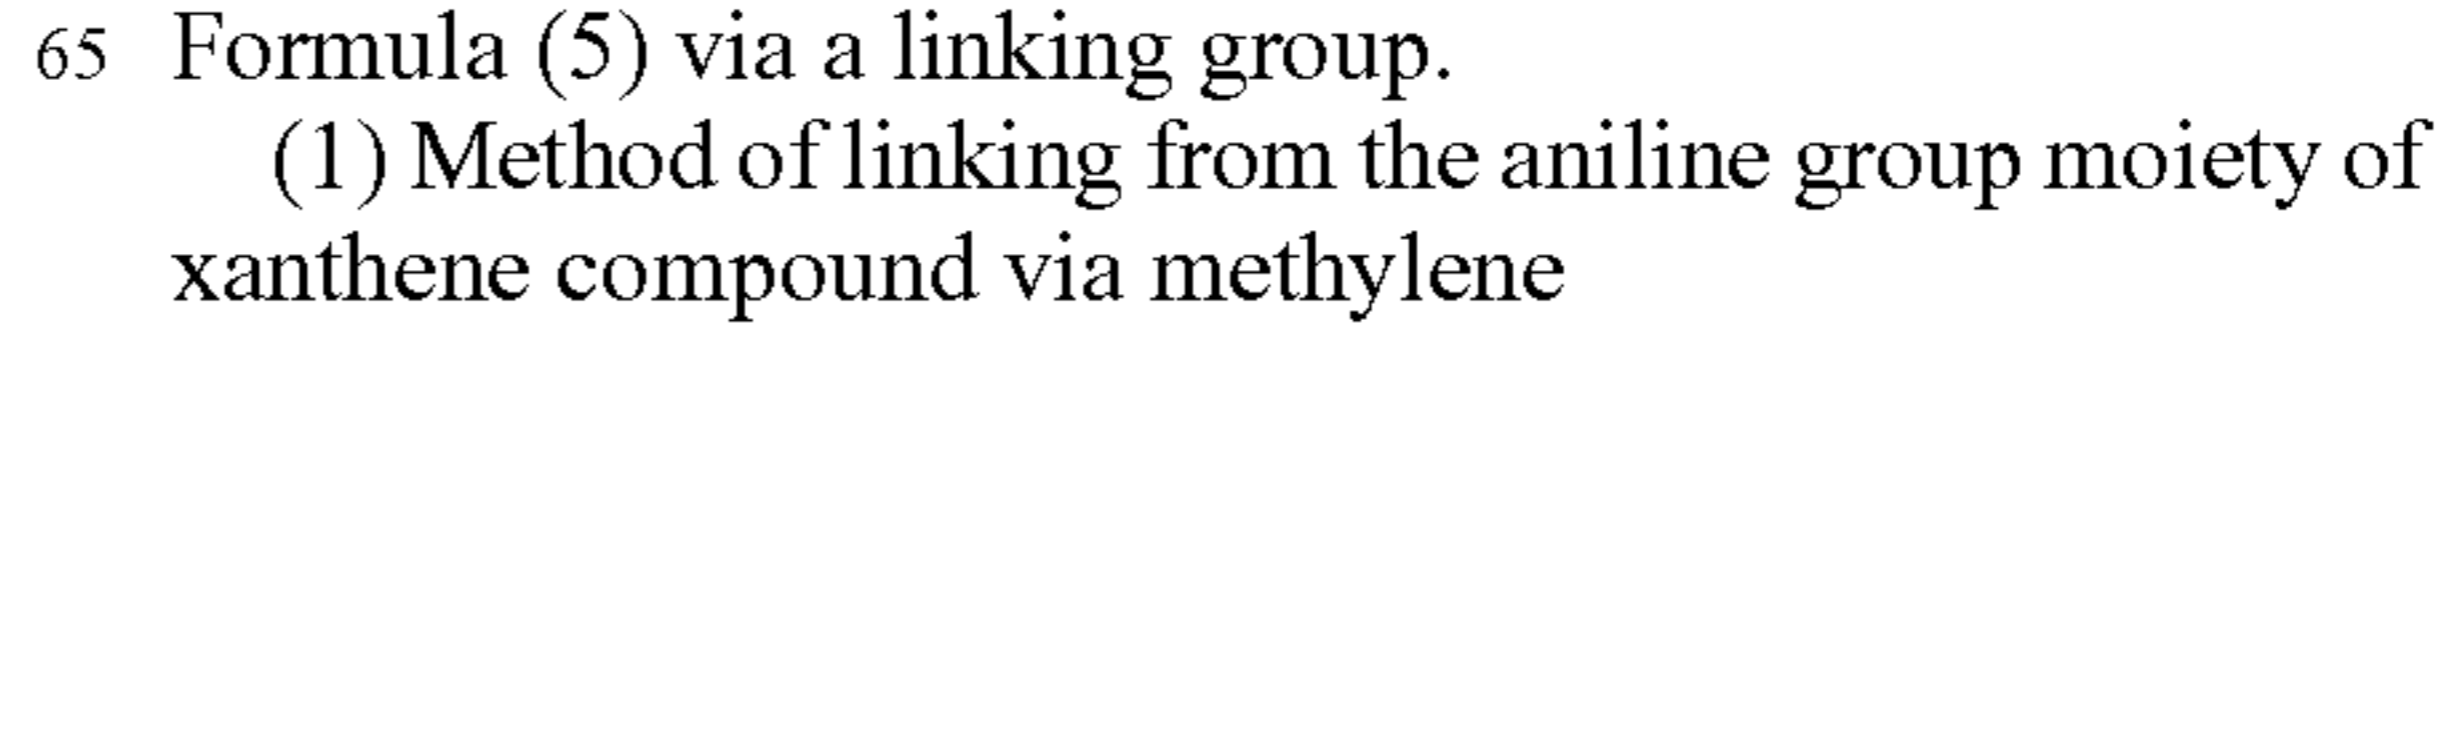 65 Formula (5) via a linking group.
(1) Method of linking from the aniline group moiety of
xanthene compound via methylene